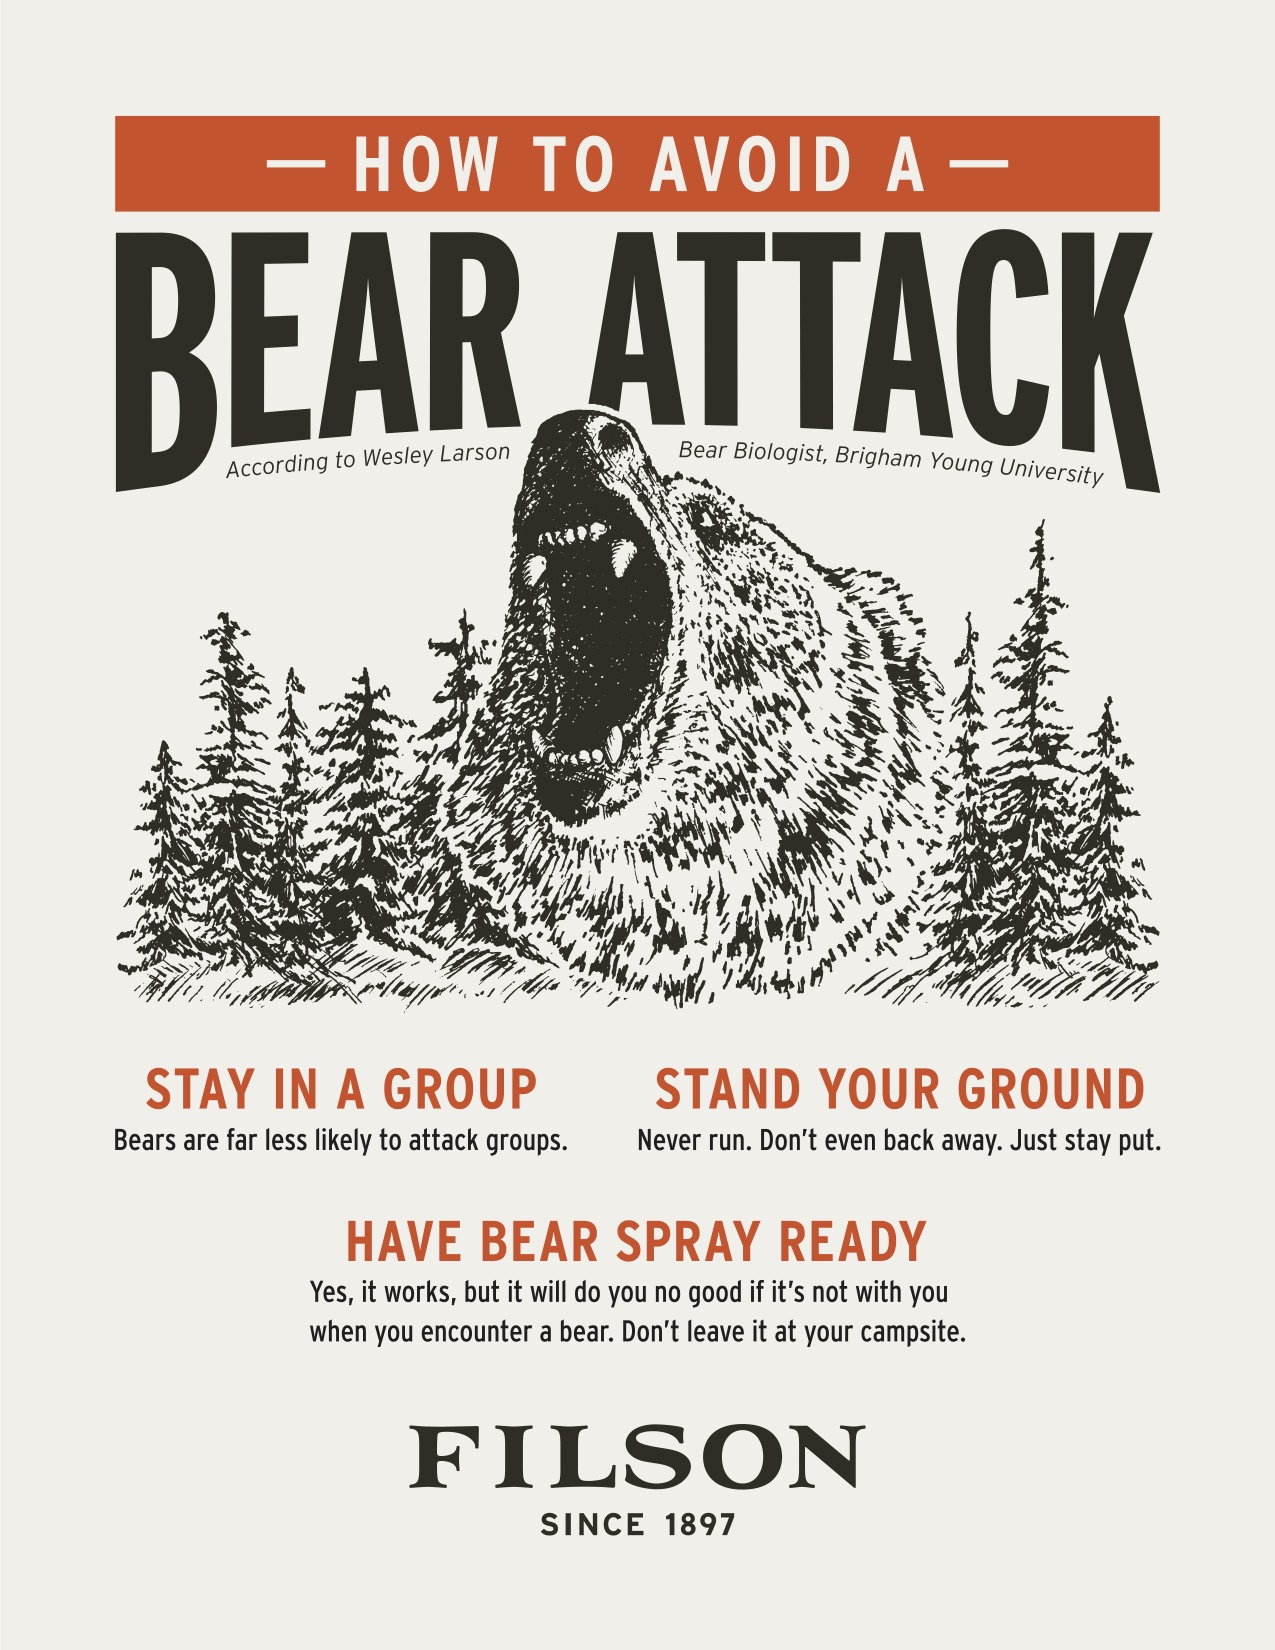 — HOW TO AVOID A —
BEAR ATTACK
According to Wesley Larson Bear Biologist, Brigham Young University
STAY IN A GROUP
Bears are far less likely to attack groups.
STAND YOUR GROUND
Never run. Don't even back away. Just stay put.
HAVE BEAR SPRAY READY
Yes, it works, but it will do you no good if it's not with you
when you encounter a bear. Don't leave it at your campsite.
FILSON
SINCE 1897